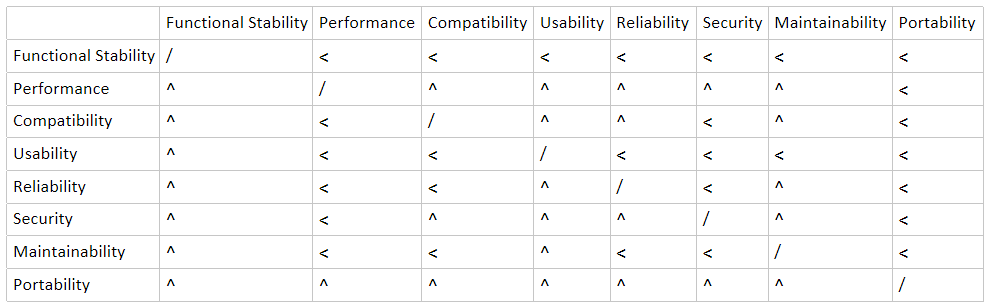 Functional Stability Performance Compatibility Usability Reliability Security Maintainability Portability
Functional Stability / < < < < < < <
Performance ^ / ^ ^ ^ ^ ^ <
Compatibility ^ < / ^ ^ < ^ <
Usability ^ < < / < < < <
Reliability ^ < < ^ / < ^ <
Security ^ < ^ ^ ^ / ^ <
Maintainability ^ < < ^ < < / <
Portability ^ ^ ^ ^ ^ ^ ^ /